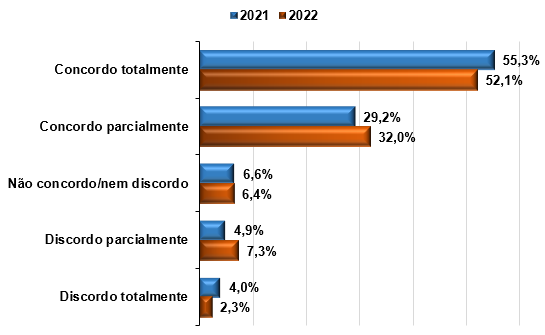 2021 2022
Concordo totalmente 55,3%
52,1%
Concordo parcialmente 29,2%
32,0%
Não concordo/nem discordo 6,6%
6,4%
Discordo parcialmente 4,9%
7,3%
Discordo totalmente 4,0%
2,3%